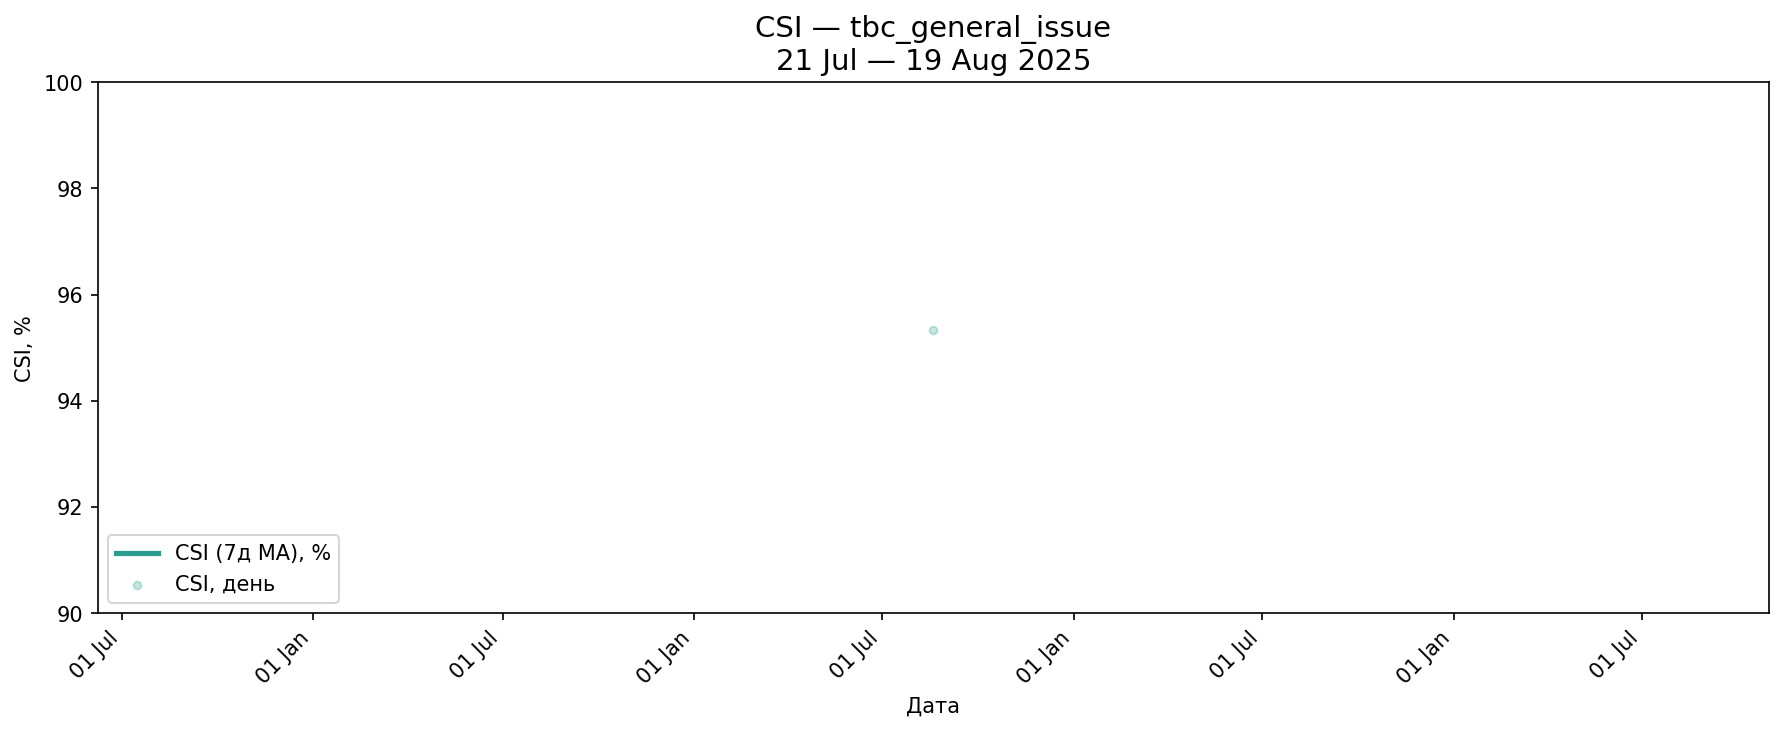 CSI — tbc_general_issue
21 Jul — 19 Aug 2025
100
98
96
94
92
90
CSI, %
CSI (7д MA), %
CSI, день
01 Jul
01 Jan
01 Jul
01 Jan
01 Jul
01 Jan
01 Jul
01 Jan
01 Jul
Дата